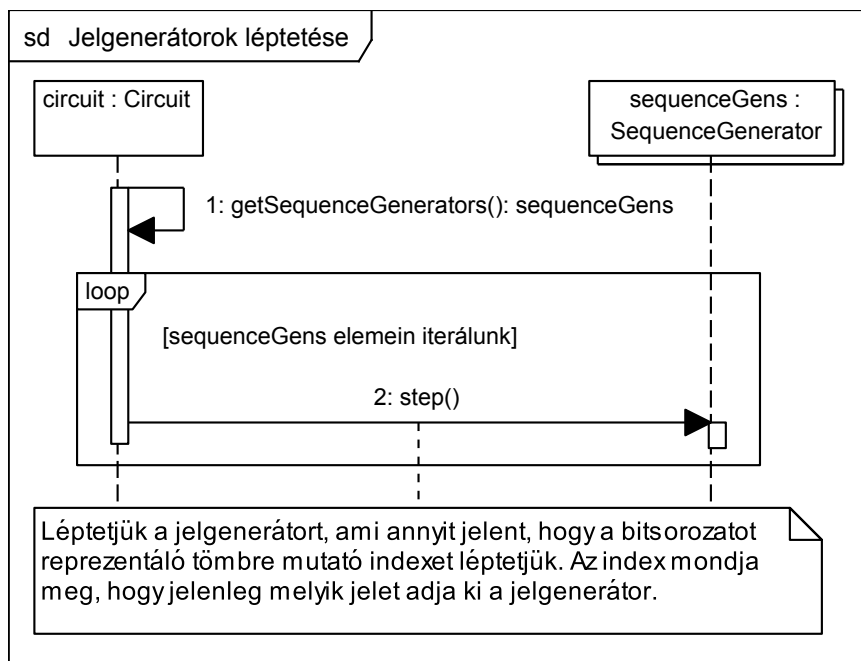 sd Jelgenerátorok léptetése
circuit : Circuit
sequenceGens :
SequenceGenerator
1: getSequenceGenerators(): sequenceGens
loop
[sequenceGens elemein iterálunk]
2: step()
Léptetjük a jelgenerátort, ami annyit jelent, hogy a bitsorozatot
reprezentáló tömbre mutató indexet léptetjük. Az index mondja
meg, hogy jelenleg melyik jelet adja ki a jelgenerátor.